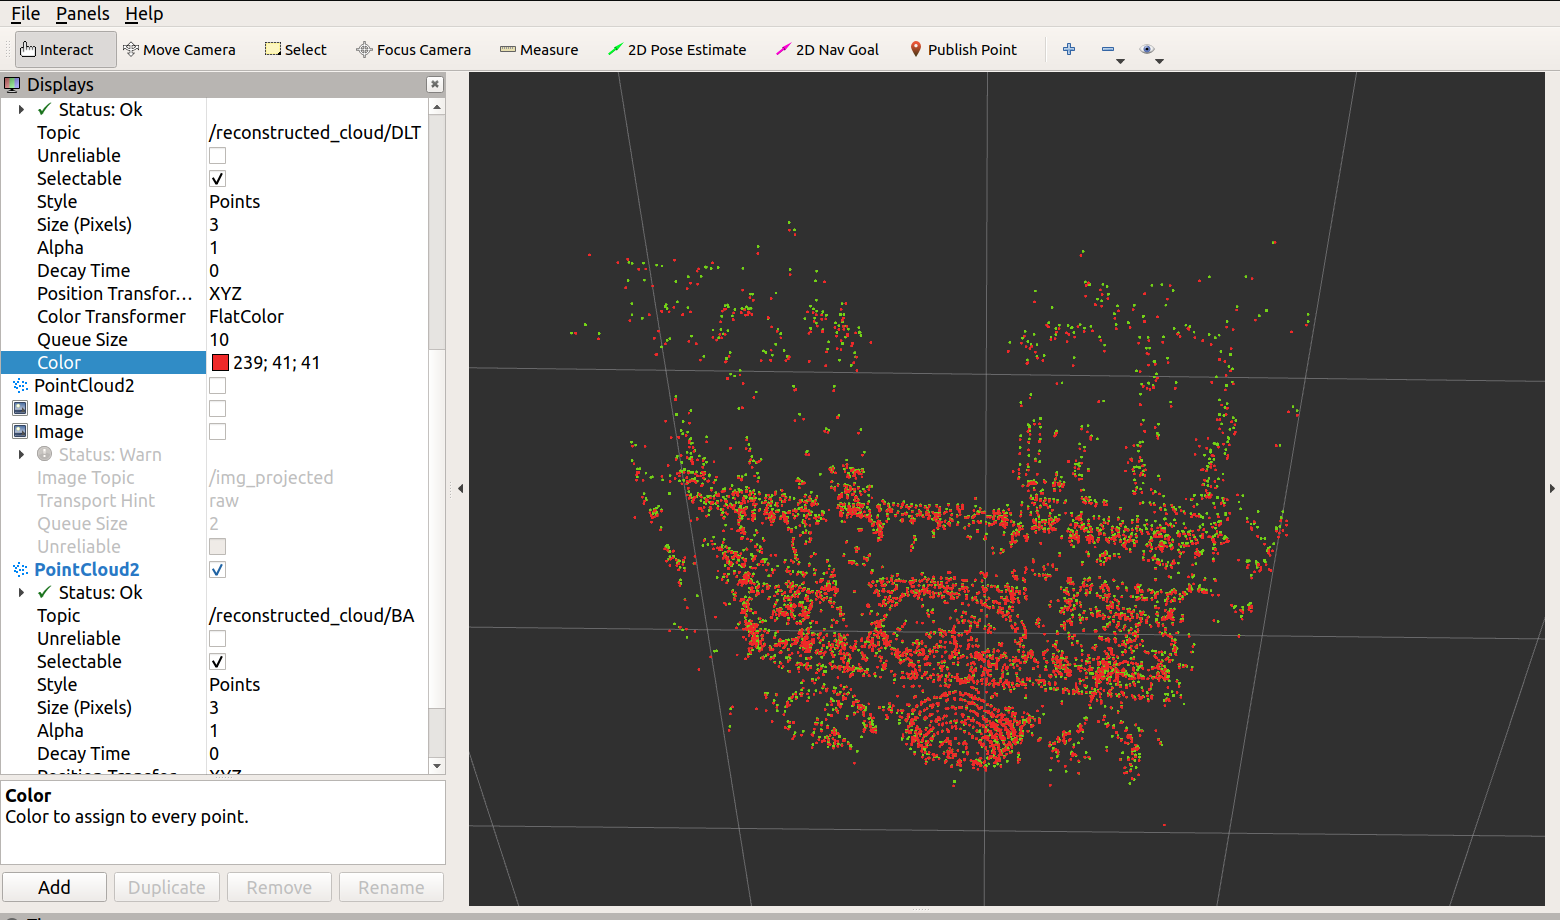 File Panels Help
Interact Move Camera Select Focus Camera Measure 2D Pose Estimate 2D Nav Goal Publish Point
Displays
Status: Ok
Topic /reconstructed_cloud/DLT
Unreliable
Selectable
Style Points
Size (Pixels) 3
Alpha 1
Decay Time 0
Position Transfor... XYZ
Color Transformer FlatColor
Queue Size 10
Color 239; 41; 41
PointCloud2
Image
Image
Status: Warn
Image Topic /img_projected
Transport Hint raw
Queue Size 2
Unreliable
PointCloud2
Status: Ok
Topic /reconstructed_cloud/BA
Unreliable
Selectable
Style Points
Size (Pixels) 3
Alpha 1
Decay Time 0
Color
Color to assign to every point.
Add Duplicate Remove Rename